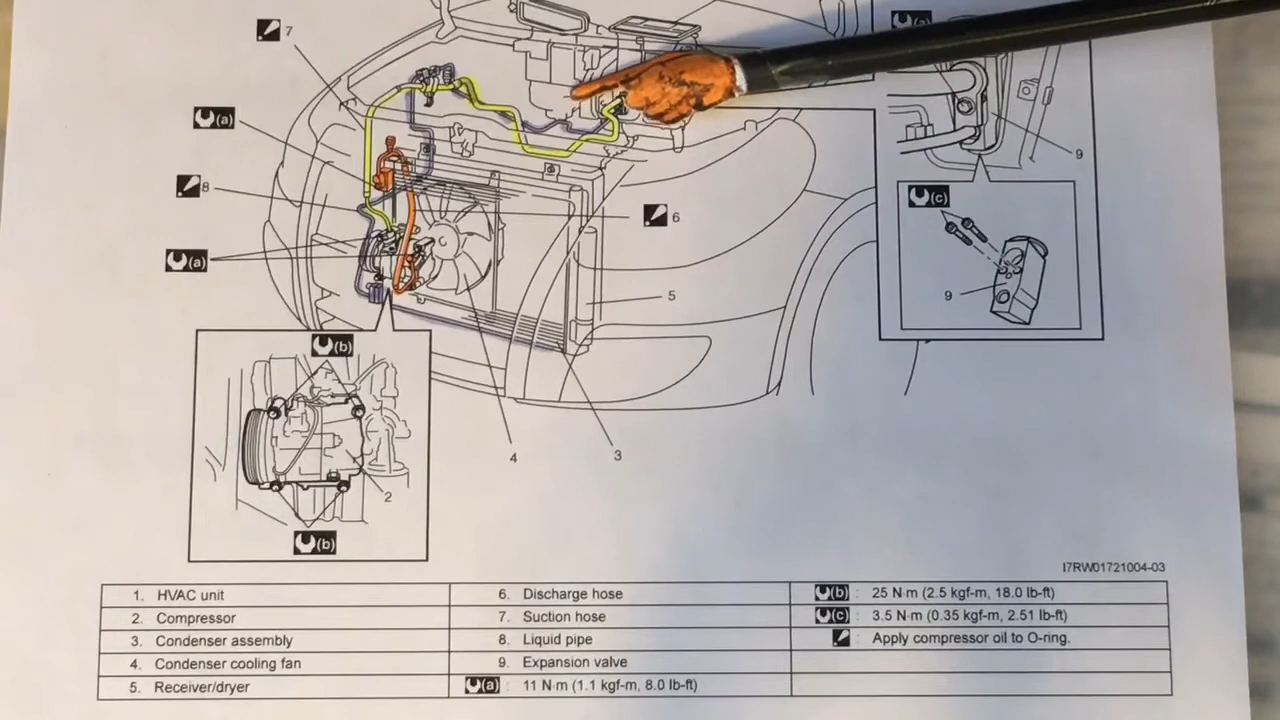 7
(a)
(a)
9
8
(c)
6
(a)
9
5
(b)
4
3
2
(b)
I7RW01721004-03
1. HVAC unit
6. Discharge hose
(b) : 25 N·m (2.5 kgf-m, 18.0 lb-ft)
2. Compressor
7. Suction hose
(c) : 3.5 N·m (0.35 kgf-m, 2.51 lb-ft)
3. Condenser assembly
8. Liquid pipe
: Apply compressor oil to O-ring.
4. Condenser cooling fan
9. Expansion valve
5. Receiver/dryer
(a) : 11 N·m (1.1 kgf-m, 8.0 lb-ft)